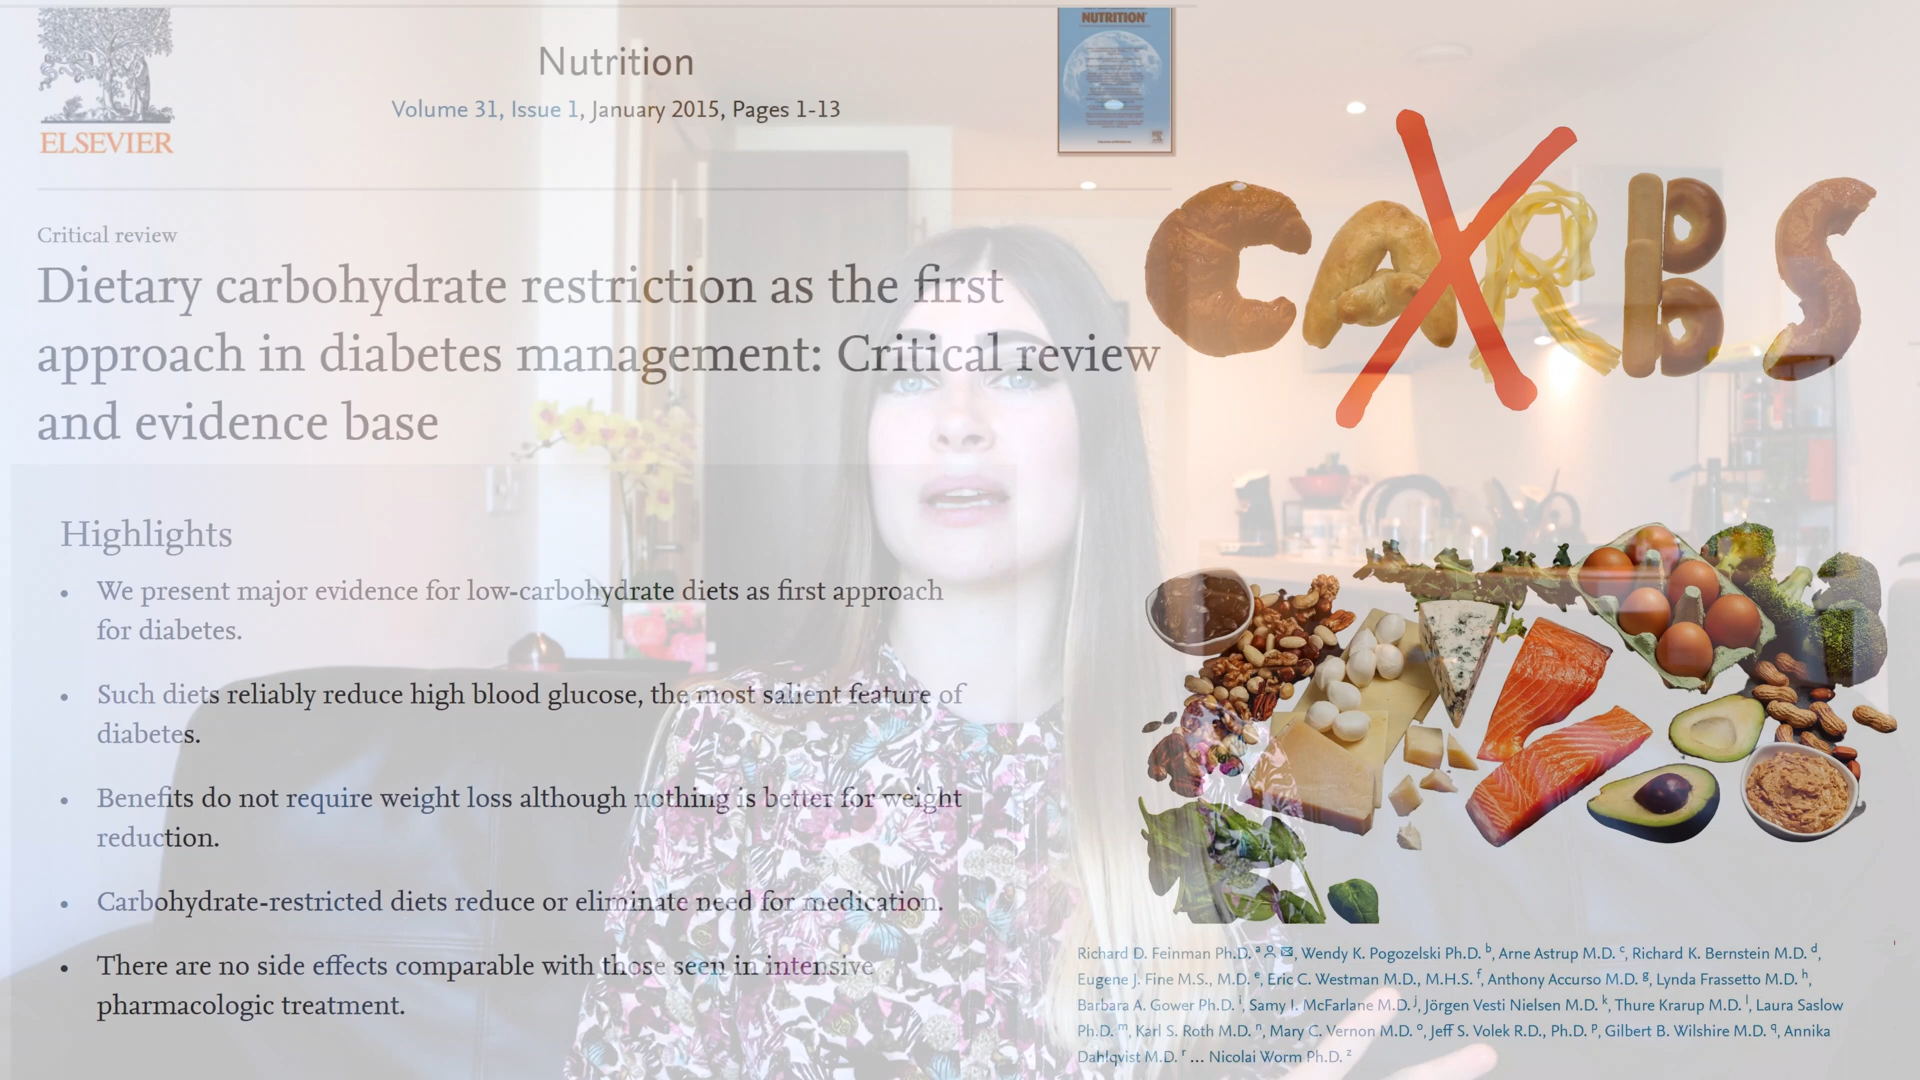 NUTRITION
Nutrition
Volume 31, Issue 1, January 2015, Pages 1-13
ELSEVIER
Critical review
Dietary carbohydrate restriction as the first
approach in diabetes management: Critical review
and evidence base
CARBS
Highlights
• We present major evidence for low-carbohydrate diets as first approach
for diabetes.
• Such diets reliably reduce high blood glucose, the most salient feature of
diabetes.
• Benefits do not require weight loss although nothing is better for weight
reduction.
• Carbohydrate-restricted diets reduce or eliminate need for medication.
• There are no side effects comparable with those seen in intensive
pharmacologic treatment.
Richard D. Feinman Ph.D. a, Wendy K. Pogozelski Ph.D. b, Arne Astrup M.D. c, Richard K. Bernstein M.D. d,
Eugene J. Fine M.S., M.D. e, Eric C. Westman M.D., M.H.S. f, Anthony Accurso M.D. g, Lynda Frassetto M.D. h,
Barbara A. Gower Ph.D. i, Samy I. McFarlane M.D. j, Jörgen Vesti Nielsen M.D. k, Thure Krarup M.D. l, Laura Saslow
Ph.D. m, Karl S. Roth M.D. n, Mary C. Vernon M.D. o, Jeff S. Volek R.D., Ph.D. p, Gilbert B. Wilshire M.D. q, Annika
Dahlqvist M.D. r ... Nicolai Worm Ph.D. z